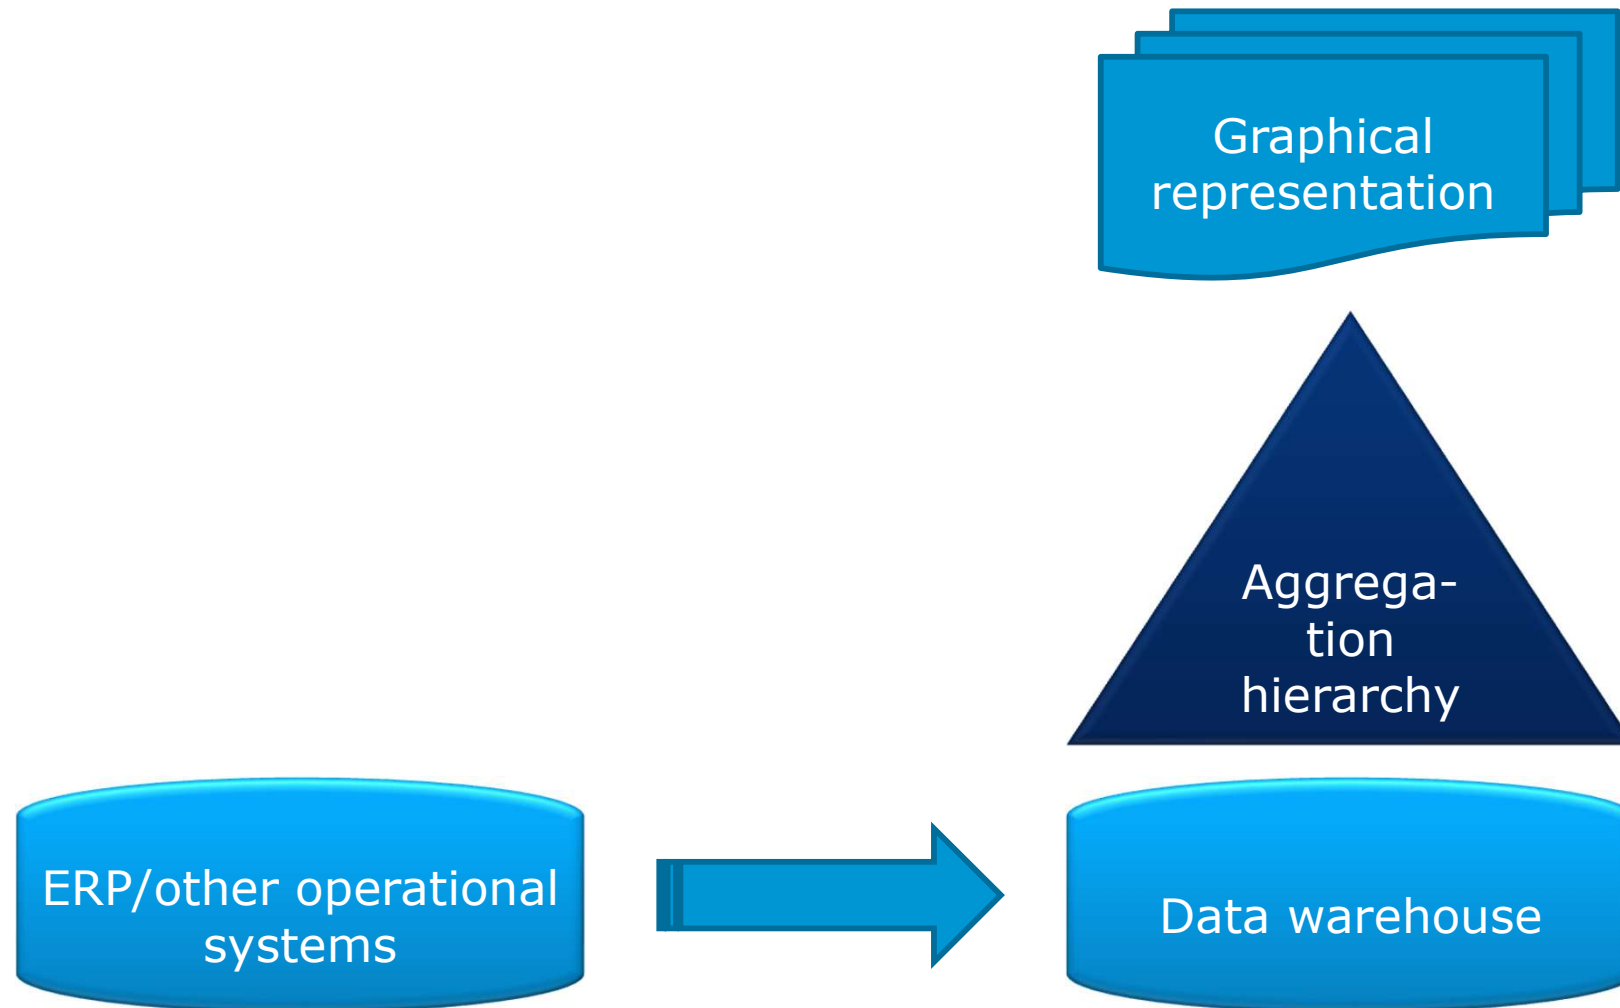 Graphical
representation
Aggrega-
tion
hierarchy
ERP/other operational
systems
Data warehouse